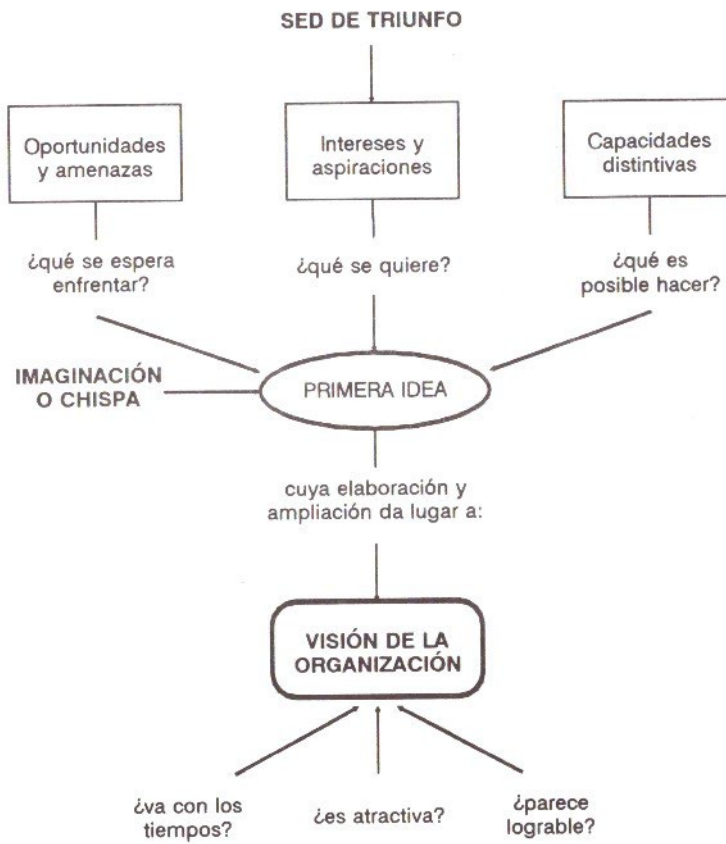 SED DE TRIUNFO
Oportunidades
y amenazas
Intereses y
aspiraciones
Capacidades
distintivas
¿qué se espera
enfrentar?
¿qué se quiere?
¿qué es
posible hacer?
IMAGINACIÓN
O CHISPA
PRIMERA IDEA
cuya elaboración y
ampliación da lugar a:
VISIÓN DE LA
ORGANIZACIÓN
¿va con los
tiempos?
¿es atractiva?
¿parece
lograble?